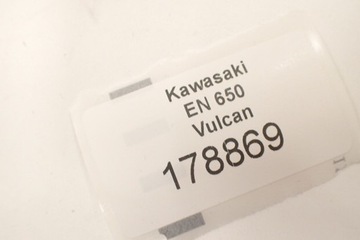 Kawasaki
EN 650
Vulcan
178869